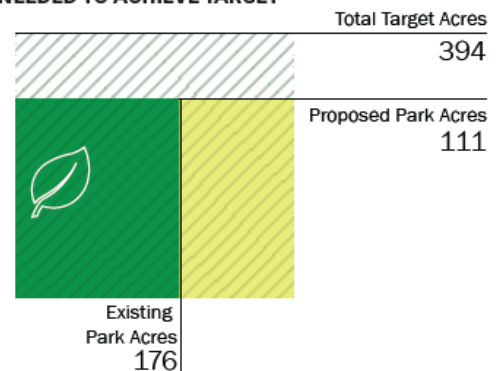 NEEDED TO ACHIEVE TARGET
Total Target Acres
394
Proposed Park Acres
111
Existing
Park Acres
176